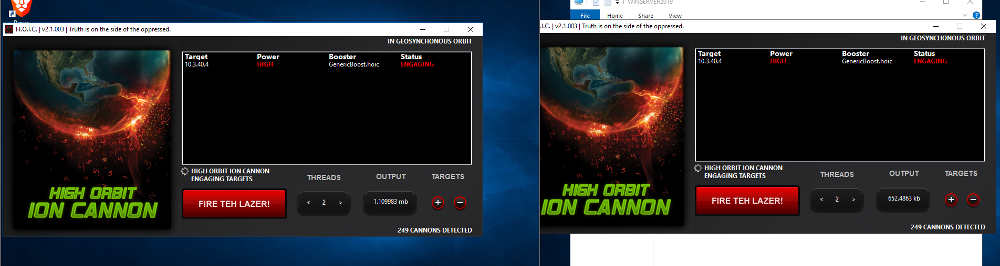 Brave
H.O.I.C. | v2.1.003 | Truth is on the side of the oppressed.
IN GEOSYNCHONOUS ORBIT
Target Power Booster Status
10.3.40.4 HIGH GenericBoost.hoic ENGAGING
HIGH ORBIT ION CANNON
ENGAGING TARGETS
THREADS OUTPUT TARGETS
FIRE TEH LAZER! < 2 > 1.109983 mb + −
HIGH ORBIT
ION CANNON
249 CANNONS DETECTED
WINSERVER2019
File Home Share View
.I.C. | v2.1.003 | Truth is on the side of the oppressed.
IN GEOSYNCHONOUS ORBIT
Target Power Booster Status
10.3.40.4 HIGH GenericBoost.hoic ENGAGING
HIGH ORBIT ION CANNON
ENGAGING TARGETS
THREADS OUTPUT TARGETS
FIRE TEH LAZER! < 2 > 652.4863 kb + −
HIGH ORBIT
ION CANNON
249 CANNONS DETECTED